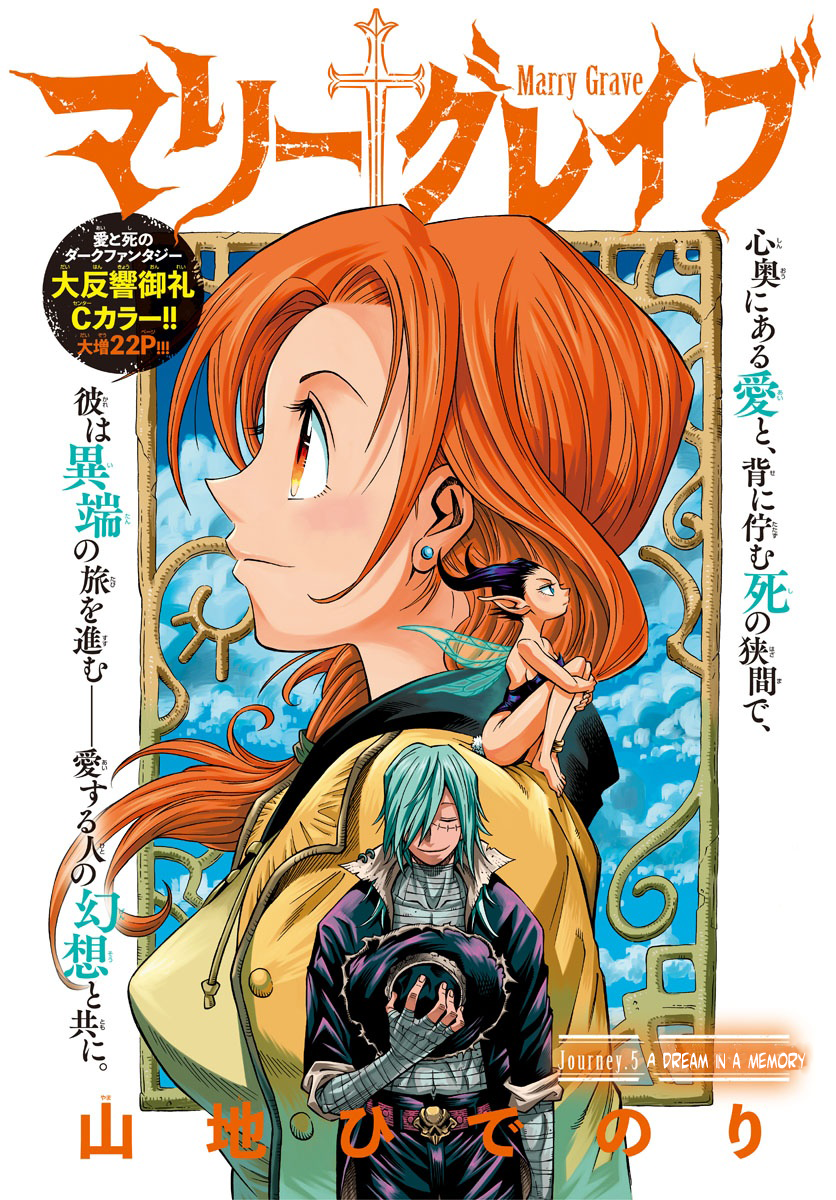 マリーグレイブ
Marry Grave
愛と死の
ダークファンタジー
大反響御礼
Cカラー!!
大増22P!!!
心奥にある愛と、背に佇む死の狭間で、
彼は異端の旅を進む――愛する人の幻想と共に。
Journey.5 A DREAM IN A MEMORY
山地ひでのり